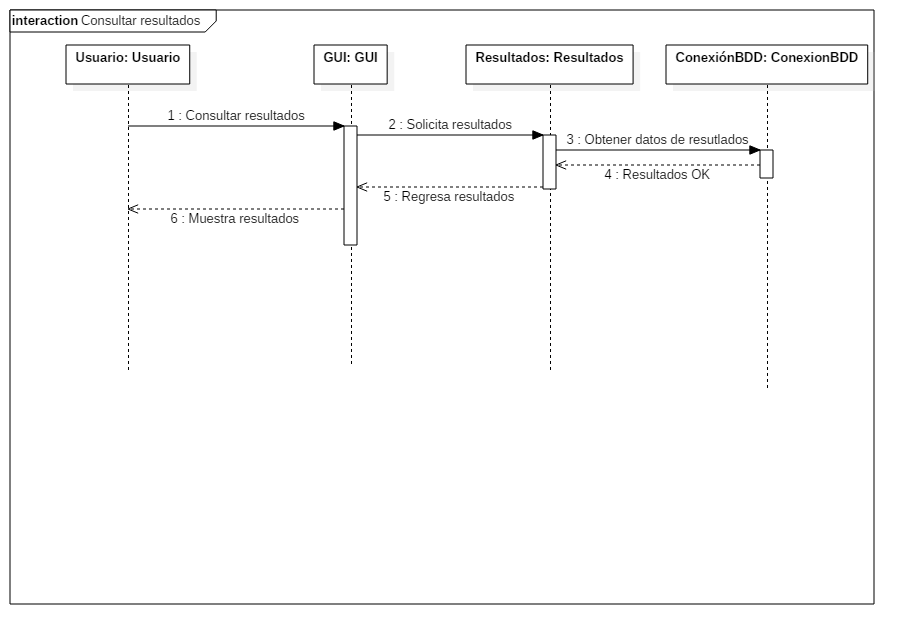 interaction Consultar resultados
Usuario: Usuario
GUI: GUI
Resultados: Resultados
ConexiónBDD: ConexionBDD
1 : Consultar resultados
2 : Solicita resultados
3 : Obtener datos de resutlados
4 : Resultados OK
5 : Regresa resultados
6 : Muestra resultados